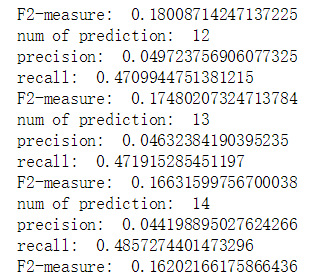 F2-measure:  0.18008714247137225
num of prediction:  12
precision:  0.049723756906077325
recall:  0.4709944751381215
F2-measure:  0.17480207324713784
num of prediction:  13
precision:  0.04632384190395235
recall:  0.471915285451197
F2-measure:  0.16631599756700038
num of prediction:  14
precision:  0.044198895027624266
recall:  0.4857274401473296
F2-measure:  0.16202166175866436